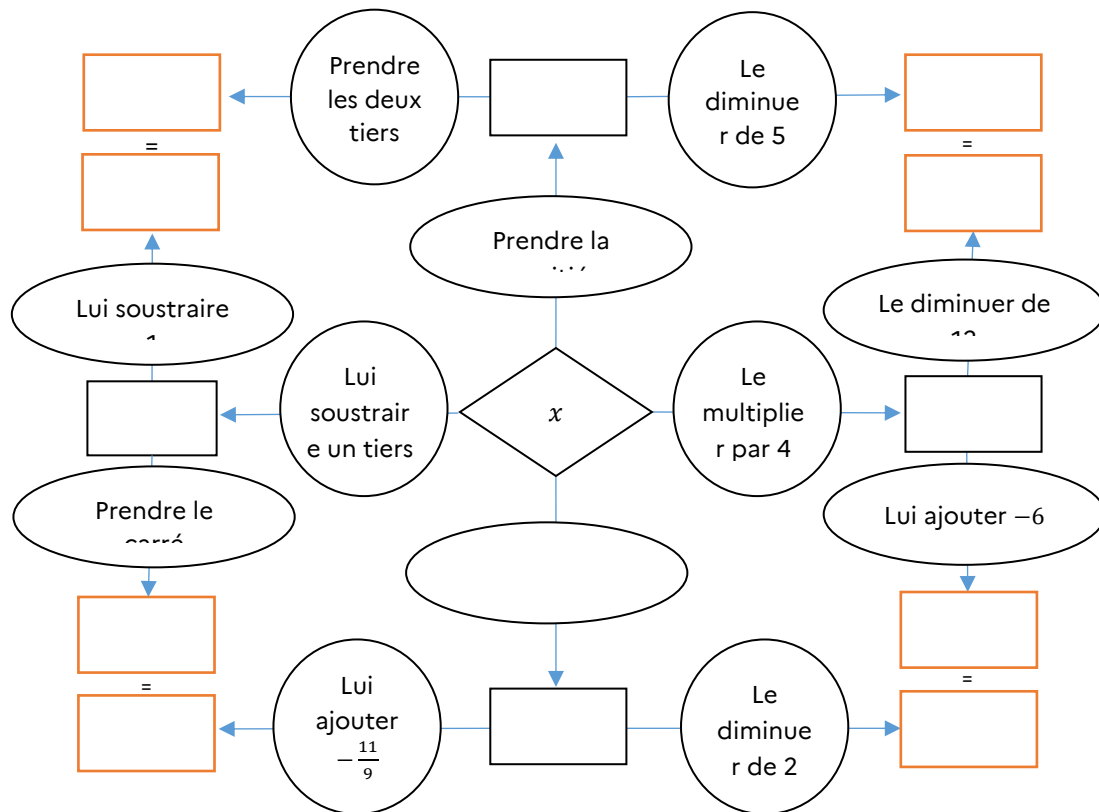 Prendre
les deux
tiers
Le
diminue
r de 5
=
=
Prendre la
Lui soustraire
Le diminuer de
Lui
soustrair
e un tiers
x
Le
multiplie
r par 4
Prendre le
carré
Lui ajouter −6
=
=
Lui
ajouter
−11/9
Le
diminue
r de 2